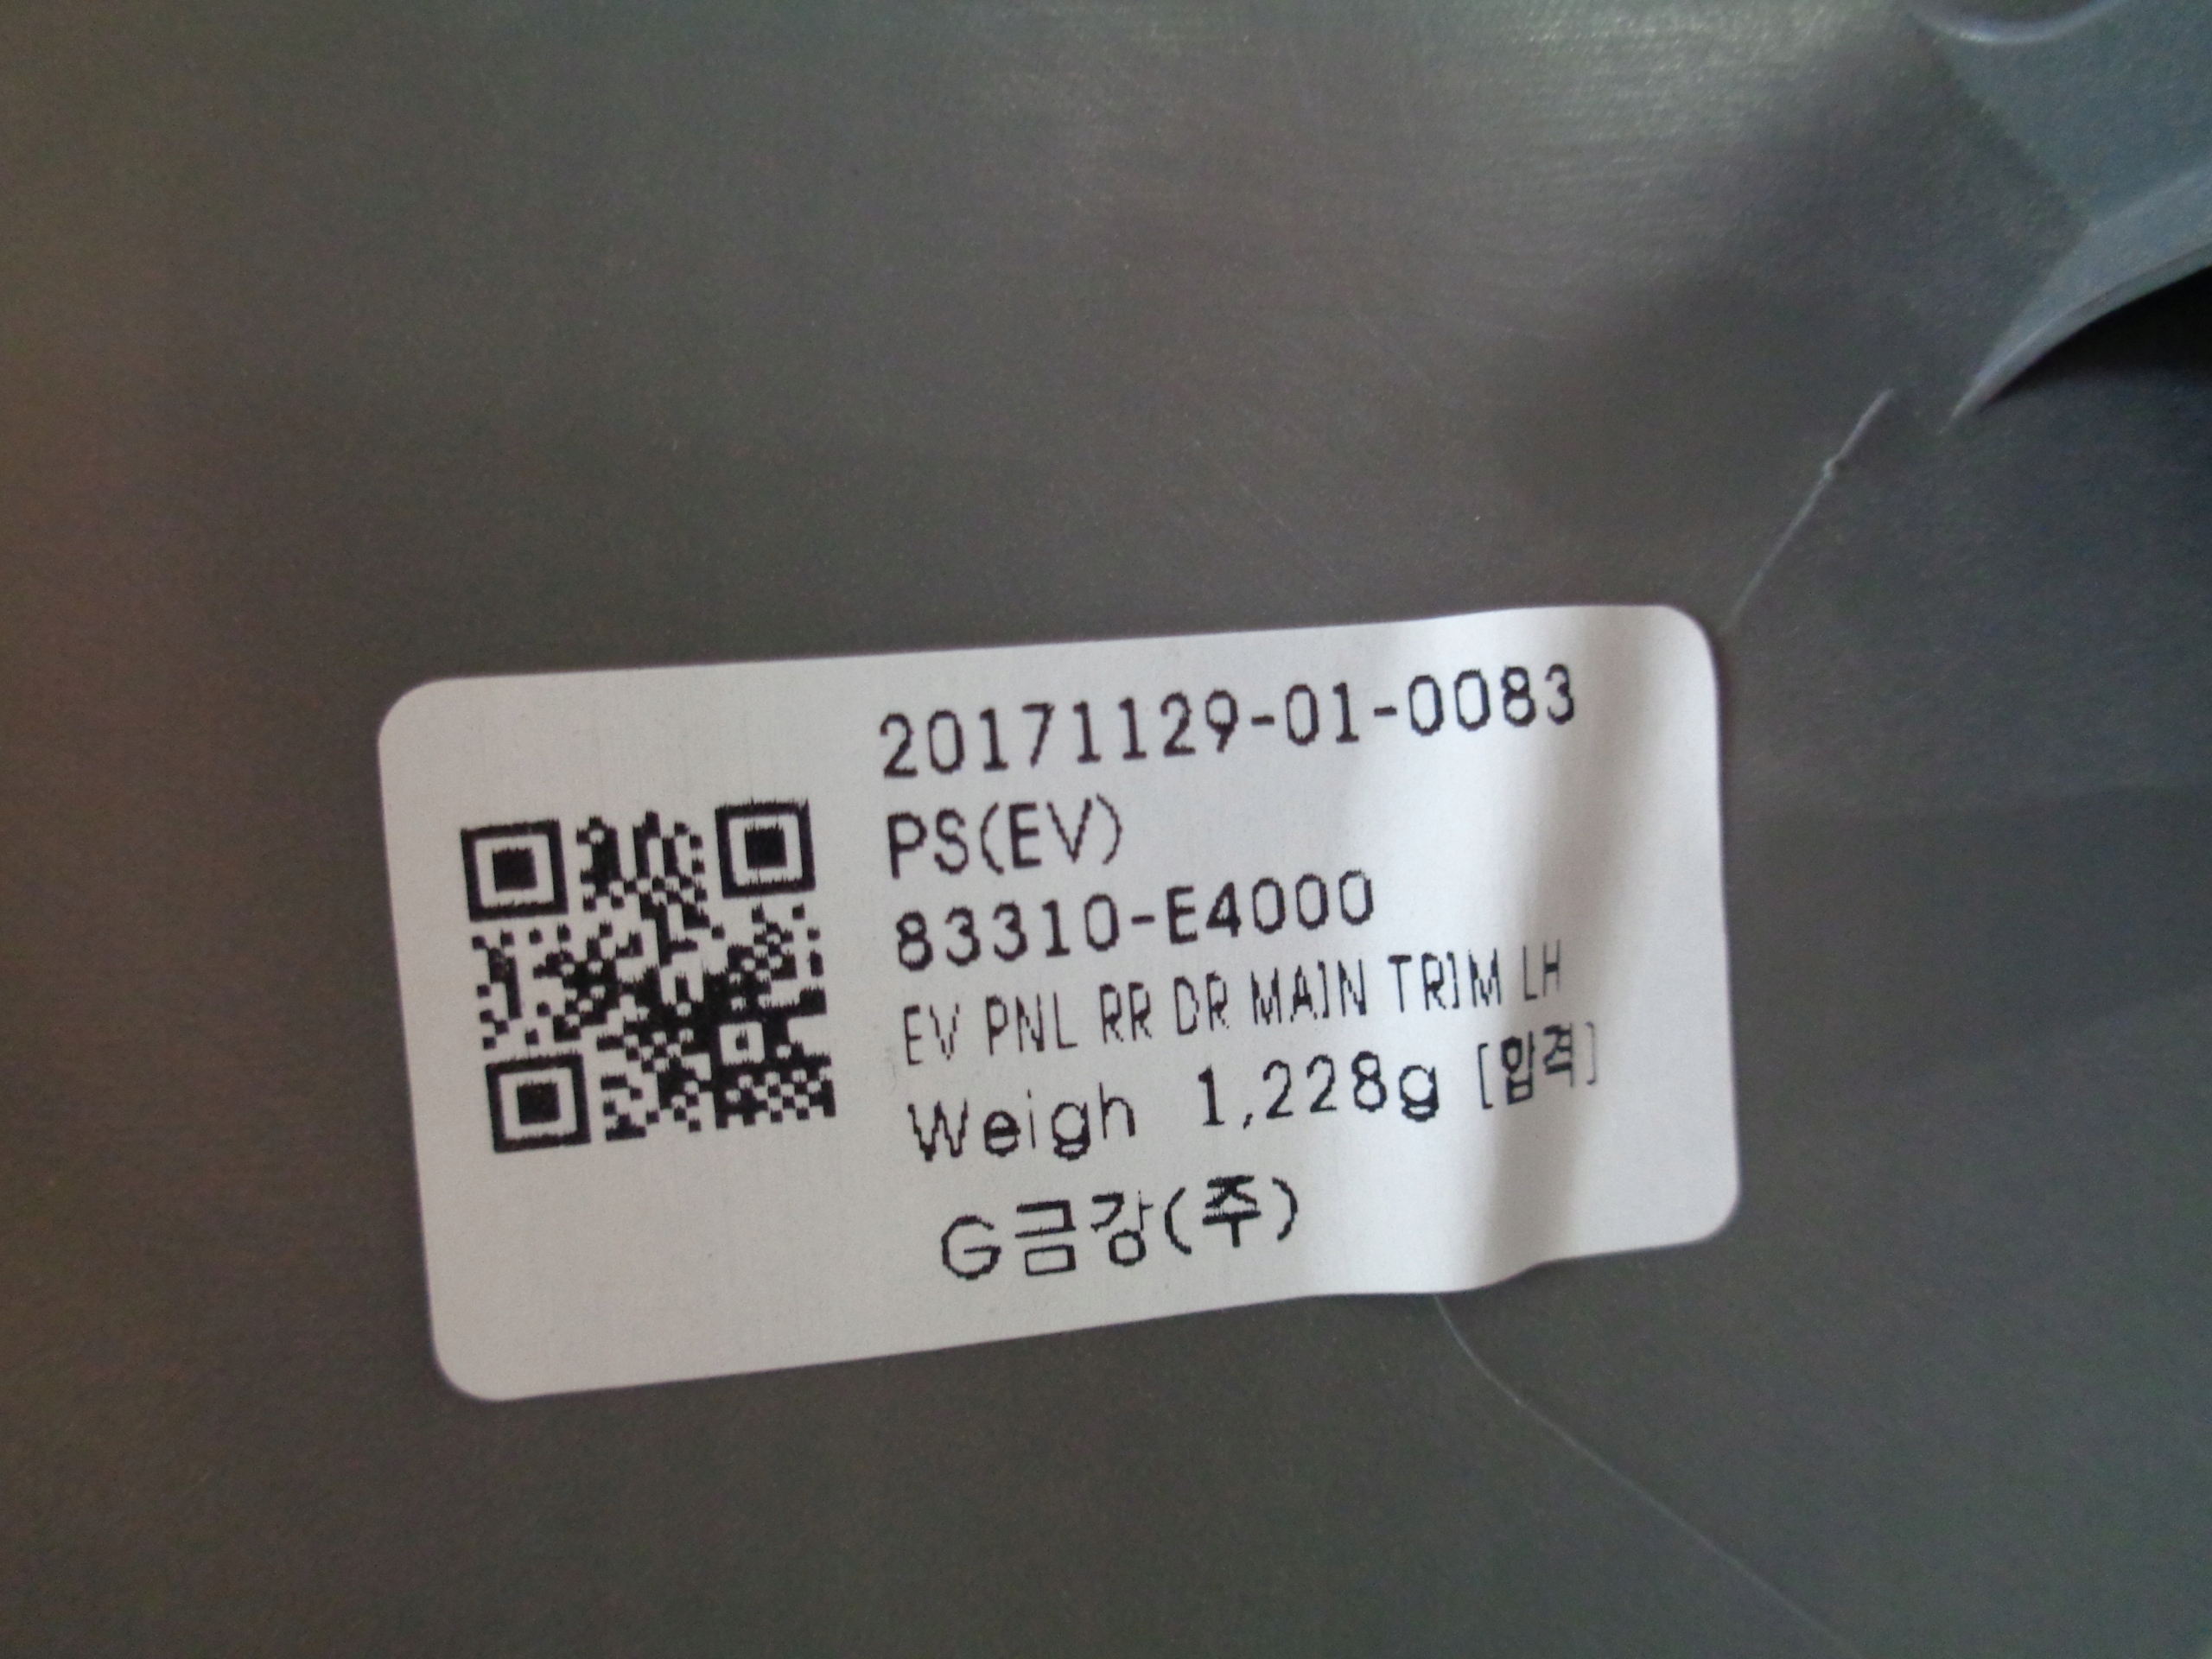 20171129-01-0083
PS(EV)
83310-E4000
EV PNL RR DR MAIN TRIM LH
Weigh 1,228g [합격]
G금강(주)